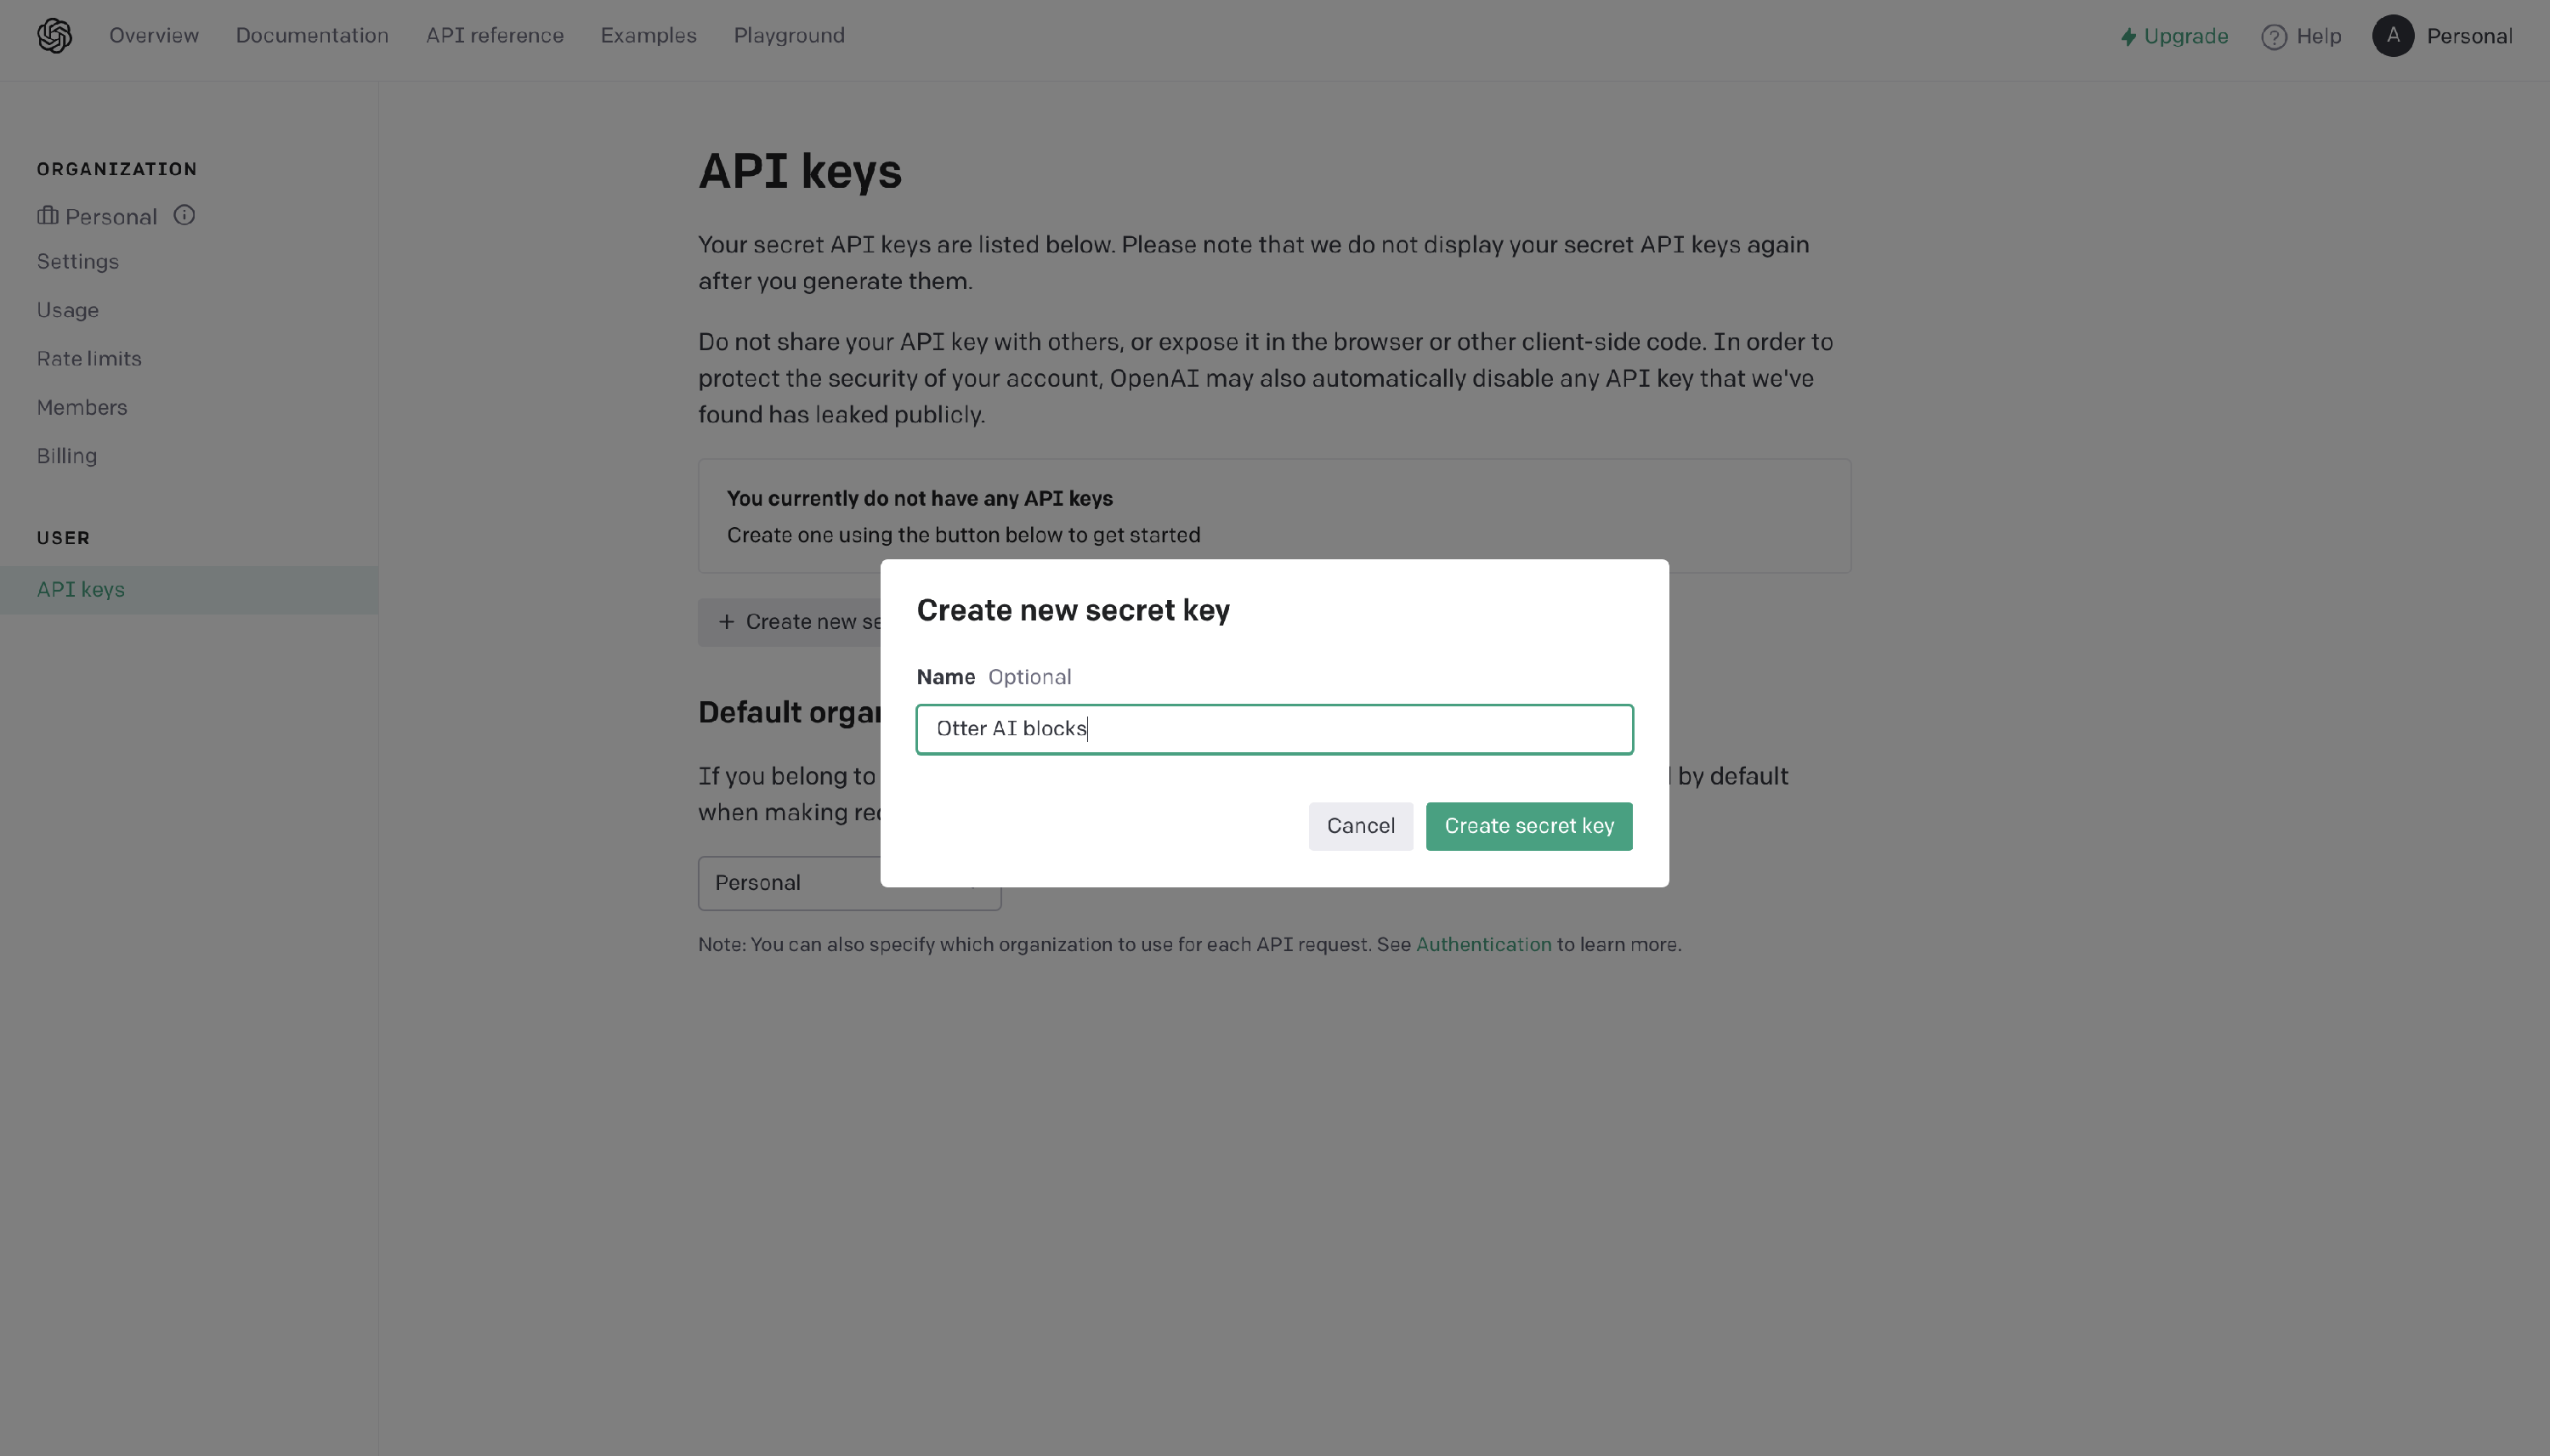 Overview Documentation API reference Examples Playground Upgrade Help A Personal
ORGANIZATION
Personal
Settings
Usage
Rate limits
Members
Billing
USER
API keys
API keys
Your secret API keys are listed below. Please note that we do not display your secret API keys again
after you generate them.
Do not share your API key with others, or expose it in the browser or other client-side code. In order to
protect the security of your account, OpenAI may also automatically disable any API key that we've
found has leaked publicly.
You currently do not have any API keys
Create one using the button below to get started
+ Create new se
Default organ
If you belong to
by default
when making re
Personal
Note: You can also specify which organization to use for each API request. See Authentication to learn more.
Create new secret key
Name Optional
Otter AI blocks
Cancel Create secret key